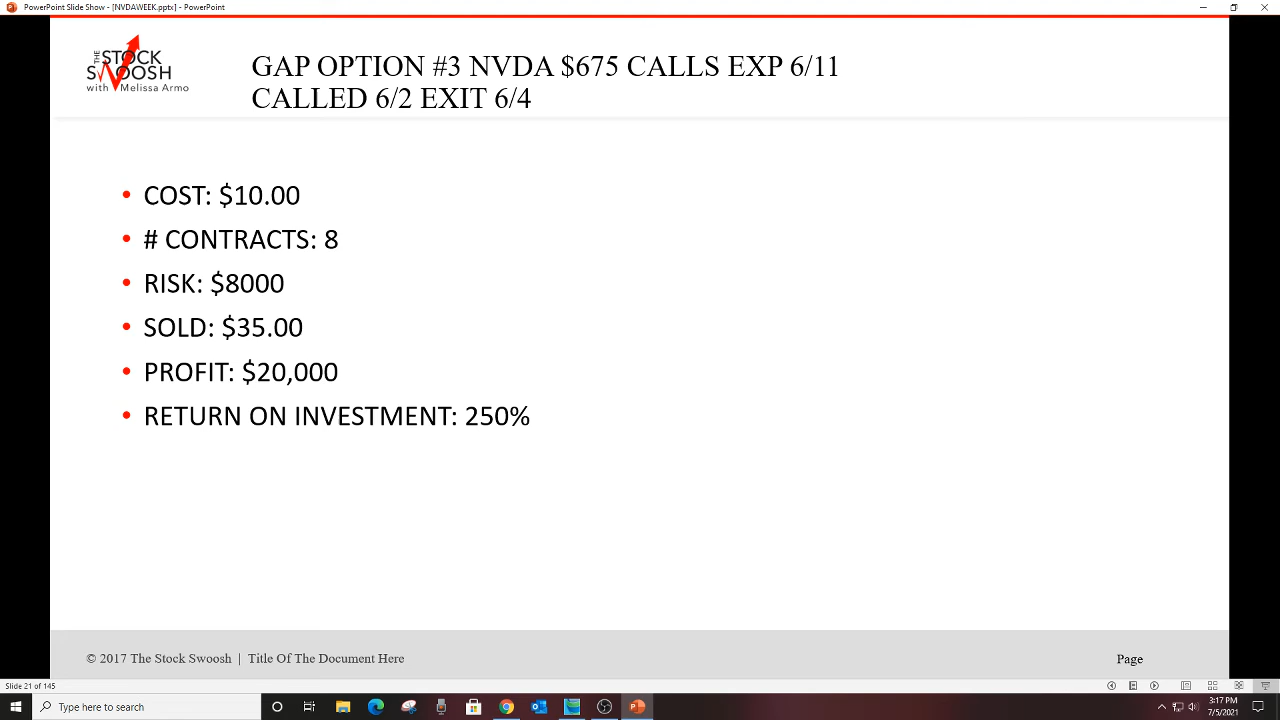 PowerPoint Slide Show - [NVDAWEEK.pptx] - PowerPoint
THE
STOCK
SWOOSH
with Melissa Armo
GAP OPTION #3 NVDA $675 CALLS EXP 6/11
CALLED 6/2 EXIT 6/4
• COST: $10.00
• # CONTRACTS: 8
• RISK: $8000
• SOLD: $35.00
• PROFIT: $20,000
• RETURN ON INVESTMENT: 250%
© 2017 The Stock Swoosh | Title Of The Document Here
Page
Slide 21 of 145
Type here to search
3:17 PM
7/5/2021